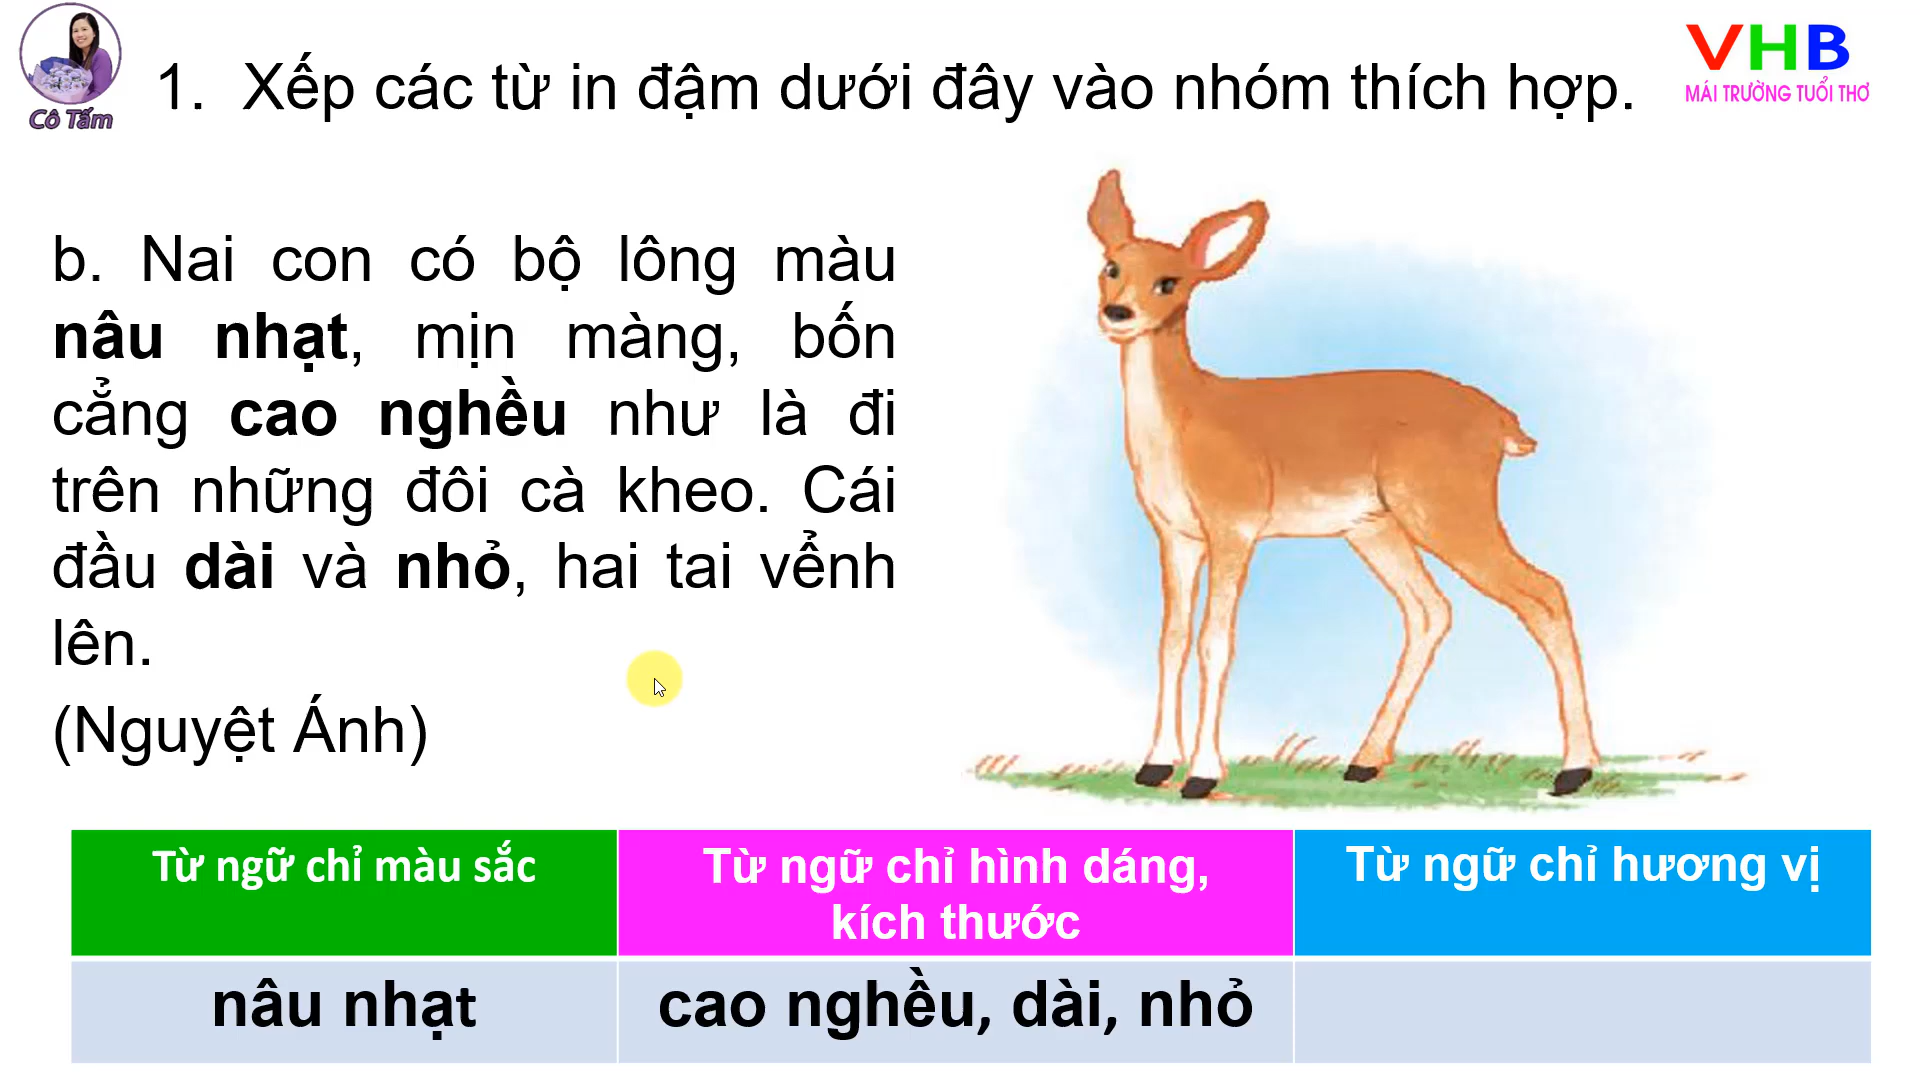 Cô Tấm
1. Xếp các từ in đậm dưới đây vào nhóm thích hợp.
VHB
MÁI TRƯỜNG TUỔI THƠ
b. Nai con có bộ lông màu
nâu nhạt, mịn màng, bốn
cẳng cao nghều như là đi
trên những đôi cà kheo. Cái
đầu dài và nhỏ, hai tai vểnh
lên.
(Nguyệt Ánh)
Từ ngữ chỉ màu sắc
Từ ngữ chỉ hình dáng,
kích thước
Từ ngữ chỉ hương vị
nâu nhạt
cao nghều, dài, nhỏ